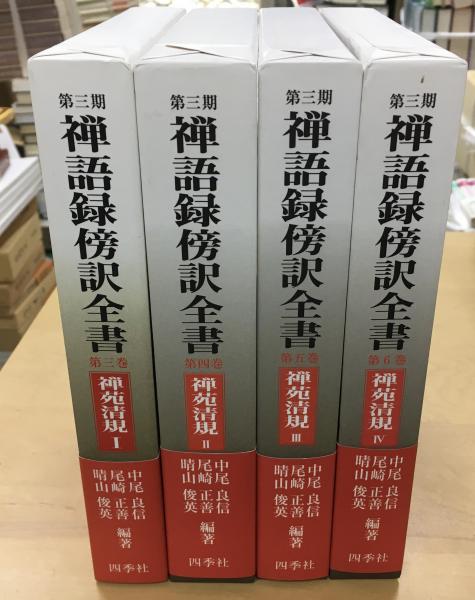 第三期
禅語録傍訳全書
第三巻
禅苑清規 I
中尾良信
尾崎正善
晴山俊英
編著
四季社
第三期
禅語録傍訳全書
第四巻
禅苑清規 II
中尾良信
尾崎正善
晴山俊英
編著
四季社
第三期
禅語録傍訳全書
第五巻
禅苑清規 III
中尾良信
尾崎正善
晴山俊英
編著
四季社
第三期
禅語録傍訳全書
第6巻
禅苑清規 IV
中尾良信
尾崎正善
晴山俊英
編著
四季社